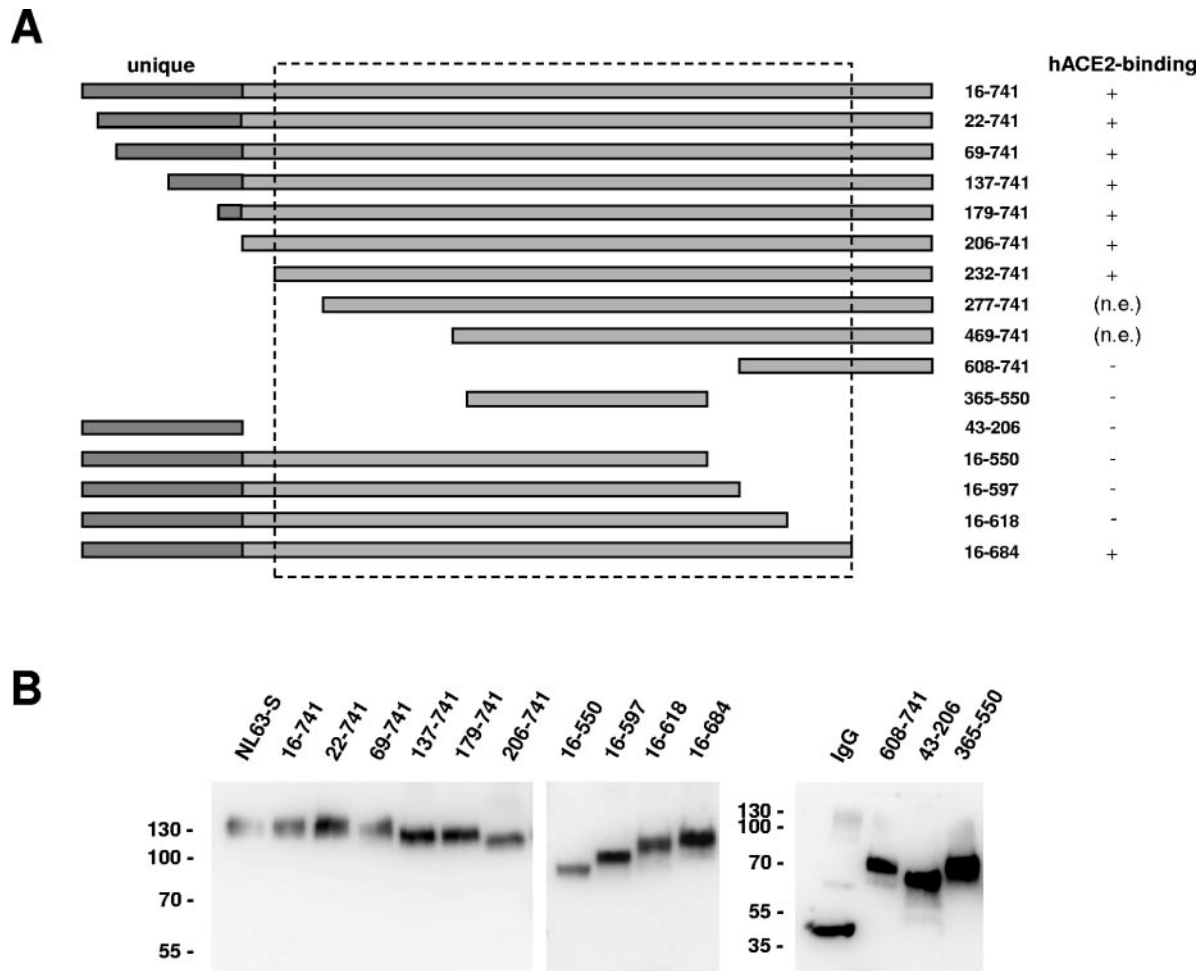 A
unique hACE2-binding
16-741 +
22-741 +
69-741 +
137-741 +
179-741 +
206-741 +
232-741 +
277-741 (n.e.)
469-741 (n.e.)
608-741 -
365-550 -
43-206 -
16-550 -
16-597 -
16-618 -
16-684 +
B
NL63-S 16-741 22-741 69-741 137-741 179-741 206-741
130 -
100 -
70 -
55 -
16-550 16-597 16-618 16-684
IgG 608-741 43-206 365-550
130 -
100 -
70 -
55 -
35 -